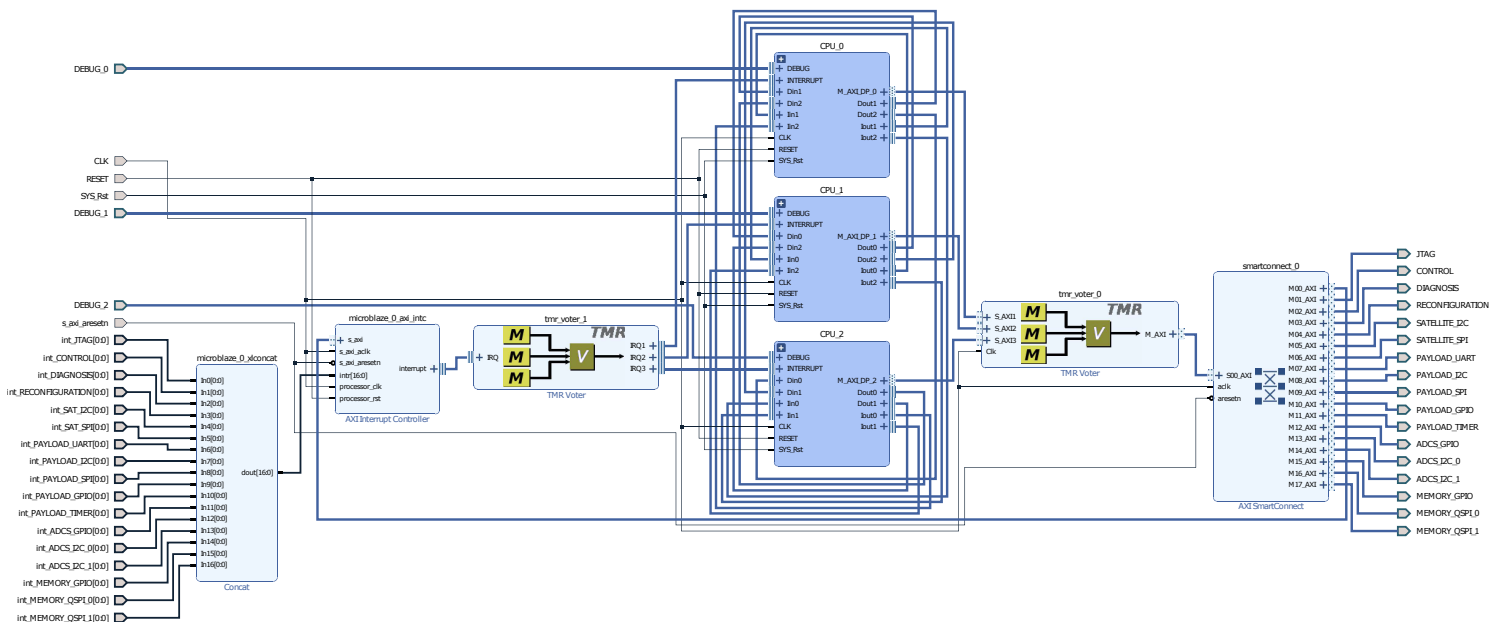 DEBUG_0
CLK
RESET
SYS_Rst
DEBUG_1
DEBUG_2
s_axi_aresetn
int_JTAG[0:0]
int_CONTROL[0:0]
int_DIAGNOSIS[0:0]
int_RECONFIGURATION[0:0]
int_SAT_I2C[0:0]
int_SAT_SPI[0:0]
int_PAYLOAD_UART[0:0]
int_PAYLOAD_I2C[0:0]
int_PAYLOAD_SPI[0:0]
int_PAYLOAD_GPIO[0:0]
int_PAYLOAD_TIMER[0:0]
int_ADCS_GPIO[0:0]
int_ADCS_I2C_0[0:0]
int_ADCS_I2C_1[0:0]
int_MEMORY_GPIO[0:0]
int_MEMORY_QSPI_0[0:0]
int_MEMORY_QSPI_1[0:0]
microblaze_0_xlconcat
In0[0:0]
In1[0:0]
In2[0:0]
In3[0:0]
In4[0:0]
In5[0:0]
In6[0:0]
In7[0:0]
In8[0:0]
In9[0:0]
In10[0:0]
In11[0:0]
In12[0:0]
In13[0:0]
In14[0:0]
In15[0:0]
In16[0:0]
dout[16:0]
Concat
microblaze_0_axi_intc
s_axi
s_axi_aclk
s_axi_aresetn
intr[16:0]
processor_clk
processor_rst
interrupt
AXI Interrupt Controller
tmr_voter_1
TMR
IRQ
M
M
M
V
IRQ1
IRQ2
IRQ3
TMR Voter
CPU_0
DEBUG
INTERRUPT
Din1
Din2
Iin1
Iin2
CLK
RESET
SYS_Rst
M_AXI_DP_0
Dout1
Dout2
Iout1
Iout2
CPU_1
DEBUG
INTERRUPT
Din0
Din2
Iin0
Iin2
CLK
RESET
SYS_Rst
M_AXI_DP_1
Dout0
Dout2
Iout0
Iout2
CPU_2
DEBUG
INTERRUPT
Din0
Din1
Iin0
Iin1
CLK
RESET
SYS_Rst
M_AXI_DP_2
Dout0
Dout1
Iout0
Iout1
tmr_voter_0
TMR
S_AXI1
S_AXI2
S_AXI3
Clk
M
M
M
V
M_AXI
TMR Voter
smartconnect_0
S00_AXI
aclk
aresetn
M00_AXI
M01_AXI
M02_AXI
M03_AXI
M04_AXI
M05_AXI
M06_AXI
M07_AXI
M08_AXI
M09_AXI
M10_AXI
M11_AXI
M12_AXI
M13_AXI
M14_AXI
M15_AXI
M16_AXI
M17_AXI
AXI SmartConnect
JTAG
CONTROL
DIAGNOSIS
RECONFIGURATION
SATELLITE_I2C
SATELLITE_SPI
PAYLOAD_UART
PAYLOAD_I2C
PAYLOAD_SPI
PAYLOAD_GPIO
PAYLOAD_TIMER
ADCS_GPIO
ADCS_I2C_0
ADCS_I2C_1
MEMORY_GPIO
MEMORY_QSPI_0
MEMORY_QSPI_1